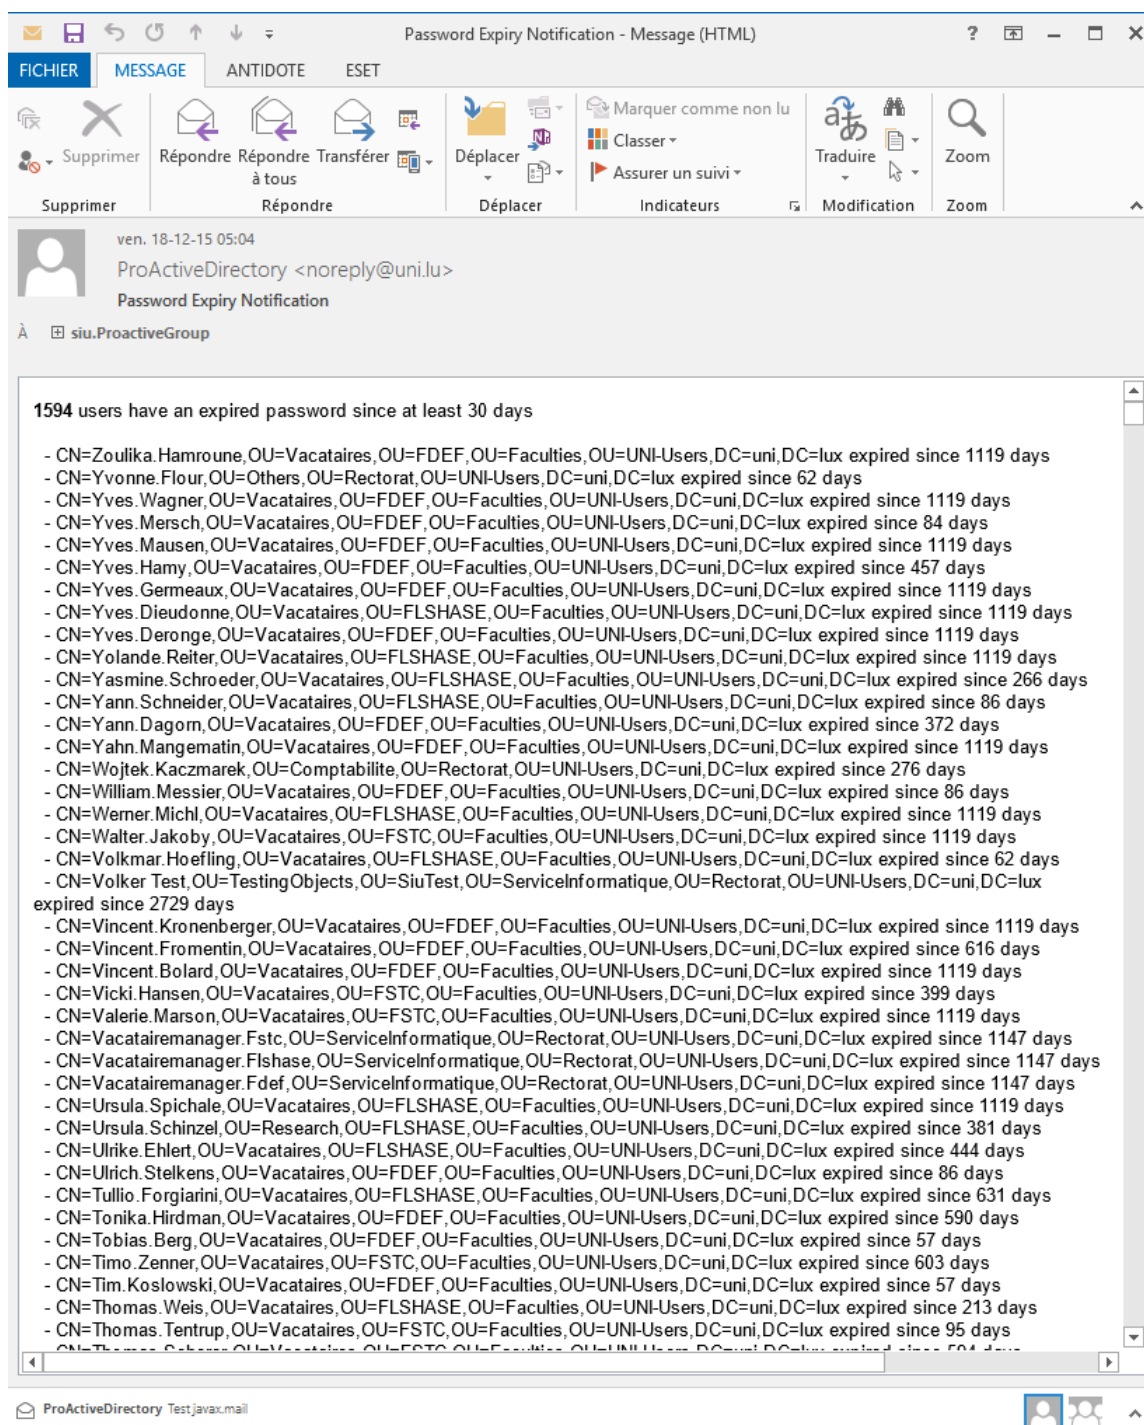 Password Expiry Notification - Message (HTML)
FICHIER MESSAGE ANTIDOTE ESET
Supprimer
Répondre Répondre à tous Transférer
Déplacer
Marquer comme non lu
Classer
Assurer un suivi
Traduire
Zoom
Supprimer Répondre Déplacer Indicateurs Modification Zoom
ven. 18-12-15 05:04
ProActiveDirectory <noreply@uni.lu>
Password Expiry Notification
À siu.ProactiveGroup
1594 users have an expired password since at least 30 days
- CN=Zoulika.Hamroune,OU=Vacataires,OU=FDEF,OU=Faculties,OU=UNI-Users,DC=uni,DC=lux expired since 1119 days
- CN=Yvonne.Flour,OU=Others,OU=Rectorat,OU=UNI-Users,DC=uni,DC=lux expired since 62 days
- CN=Yves.Wagner,OU=Vacataires,OU=FDEF,OU=Faculties,OU=UNI-Users,DC=uni,DC=lux expired since 1119 days
- CN=Yves.Mersch,OU=Vacataires,OU=FDEF,OU=Faculties,OU=UNI-Users,DC=uni,DC=lux expired since 84 days
- CN=Yves.Mausen,OU=Vacataires,OU=FDEF,OU=Faculties,OU=UNI-Users,DC=uni,DC=lux expired since 1119 days
- CN=Yves.Hamy,OU=Vacataires,OU=FDEF,OU=Faculties,OU=UNI-Users,DC=uni,DC=lux expired since 457 days
- CN=Yves.Germeaux,OU=Vacataires,OU=FDEF,OU=Faculties,OU=UNI-Users,DC=uni,DC=lux expired since 1119 days
- CN=Yves.Dieudonne,OU=Vacataires,OU=FLSHASE,OU=Faculties,OU=UNI-Users,DC=uni,DC=lux expired since 1119 days
- CN=Yves.Deronge,OU=Vacataires,OU=FDEF,OU=Faculties,OU=UNI-Users,DC=uni,DC=lux expired since 1119 days
- CN=Yolande.Reiter,OU=Vacataires,OU=FLSHASE,OU=Faculties,OU=UNI-Users,DC=uni,DC=lux expired since 1119 days
- CN=Yasmine.Schroeder,OU=Vacataires,OU=FLSHASE,OU=Faculties,OU=UNI-Users,DC=uni,DC=lux expired since 266 days
- CN=Yann.Schneider,OU=Vacataires,OU=FLSHASE,OU=Faculties,OU=UNI-Users,DC=uni,DC=lux expired since 86 days
- CN=Yann.Dagorn,OU=Vacataires,OU=FDEF,OU=Faculties,OU=UNI-Users,DC=uni,DC=lux expired since 372 days
- CN=Yahn.Mangematin,OU=Vacataires,OU=FDEF,OU=Faculties,OU=UNI-Users,DC=uni,DC=lux expired since 1119 days
- CN=Wojtek.Kaczmarek,OU=Comptabilite,OU=Rectorat,OU=UNI-Users,DC=uni,DC=lux expired since 276 days
- CN=William.Messier,OU=Vacataires,OU=FDEF,OU=Faculties,OU=UNI-Users,DC=uni,DC=lux expired since 86 days
- CN=Werner.Michl,OU=Vacataires,OU=FLSHASE,OU=Faculties,OU=UNI-Users,DC=uni,DC=lux expired since 1119 days
- CN=Walter.Jakoby,OU=Vacataires,OU=FSTC,OU=Faculties,OU=UNI-Users,DC=uni,DC=lux expired since 1119 days
- CN=Volkmar.Hoefling,OU=Vacataires,OU=FLSHASE,OU=Faculties,OU=UNI-Users,DC=uni,DC=lux expired since 62 days
- CN=Volker Test,OU=TestingObjects,OU=SiuTest,OU=ServiceInformatique,OU=Rectorat,OU=UNI-Users,DC=uni,DC=lux
expired since 2729 days
- CN=Vincent.Kronenberger,OU=Vacataires,OU=FDEF,OU=Faculties,OU=UNI-Users,DC=uni,DC=lux expired since 1119 days
- CN=Vincent.Fromentin,OU=Vacataires,OU=FDEF,OU=Faculties,OU=UNI-Users,DC=uni,DC=lux expired since 616 days
- CN=Vincent.Bolard,OU=Vacataires,OU=FDEF,OU=Faculties,OU=UNI-Users,DC=uni,DC=lux expired since 1119 days
- CN=Vicki.Hansen,OU=Vacataires,OU=FSTC,OU=Faculties,OU=UNI-Users,DC=uni,DC=lux expired since 399 days
- CN=Valerie.Marson,OU=Vacataires,OU=FSTC,OU=Faculties,OU=UNI-Users,DC=uni,DC=lux expired since 1119 days
- CN=Vacatairemanager.Fstc,OU=ServiceInformatique,OU=Rectorat,OU=UNI-Users,DC=uni,DC=lux expired since 1147 days
- CN=Vacatairemanager.Flshase,OU=ServiceInformatique,OU=Rectorat,OU=UNI-Users,DC=uni,DC=lux expired since 1147 days
- CN=Vacatairemanager.Fdef,OU=ServiceInformatique,OU=Rectorat,OU=UNI-Users,DC=uni,DC=lux expired since 1147 days
- CN=Ursula.Spichale,OU=Vacataires,OU=FLSHASE,OU=Faculties,OU=UNI-Users,DC=uni,DC=lux expired since 1119 days
- CN=Ursula.Schinzel,OU=Research,OU=FLSHASE,OU=Faculties,OU=UNI-Users,DC=uni,DC=lux expired since 381 days
- CN=Ulrike.Ehlert,OU=Vacataires,OU=FLSHASE,OU=Faculties,OU=UNI-Users,DC=uni,DC=lux expired since 444 days
- CN=Ulrich.Stelkens,OU=Vacataires,OU=FDEF,OU=Faculties,OU=UNI-Users,DC=uni,DC=lux expired since 86 days
- CN=Tullio.Forgiarini,OU=Vacataires,OU=FLSHASE,OU=Faculties,OU=UNI-Users,DC=uni,DC=lux expired since 631 days
- CN=Tonika.Hirdman,OU=Vacataires,OU=FDEF,OU=Faculties,OU=UNI-Users,DC=uni,DC=lux expired since 590 days
- CN=Tobias.Berg,OU=Vacataires,OU=FDEF,OU=Faculties,OU=UNI-Users,DC=uni,DC=lux expired since 57 days
- CN=Timo.Zenner,OU=Vacataires,OU=FSTC,OU=Faculties,OU=UNI-Users,DC=uni,DC=lux expired since 603 days
- CN=Tim.Koslowski,OU=Vacataires,OU=FDEF,OU=Faculties,OU=UNI-Users,DC=uni,DC=lux expired since 57 days
- CN=Thomas.Weis,OU=Vacataires,OU=FLSHASE,OU=Faculties,OU=UNI-Users,DC=uni,DC=lux expired since 213 days
- CN=Thomas.Tentrup,OU=Vacataires,OU=FSTC,OU=Faculties,OU=UNI-Users,DC=uni,DC=lux expired since 95 days
ProActiveDirectory Test javax.mail